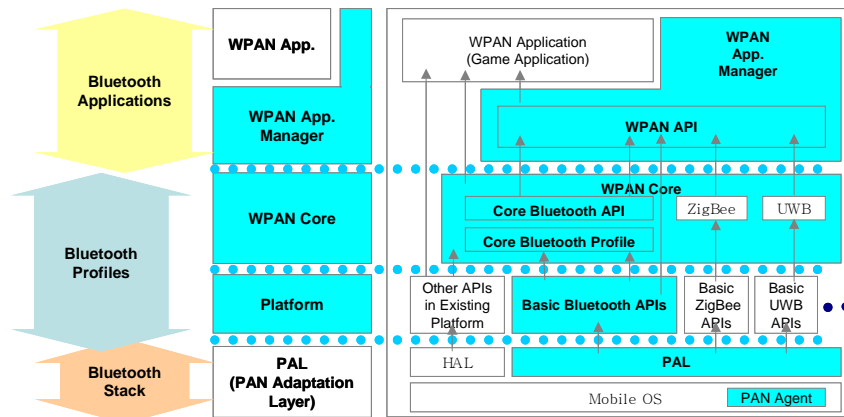 Bluetooth
Applications
Bluetooth
Profiles
Bluetooth
Stack
WPAN App.
WPAN App.
Manager
WPAN Core
Platform
PAL
(PAN Adaptation
Layer)
WPAN Application
(Game Application)
WPAN
App.
Manager
WPAN API
WPAN Core
Core Bluetooth API
ZigBee
UWB
Core Bluetooth Profile
Other APIs
in Existing
Platform
Basic Bluetooth APIs
Basic
ZigBee
APIs
Basic
UWB
APIs
HAL
PAL
Mobile OS
PAN Agent